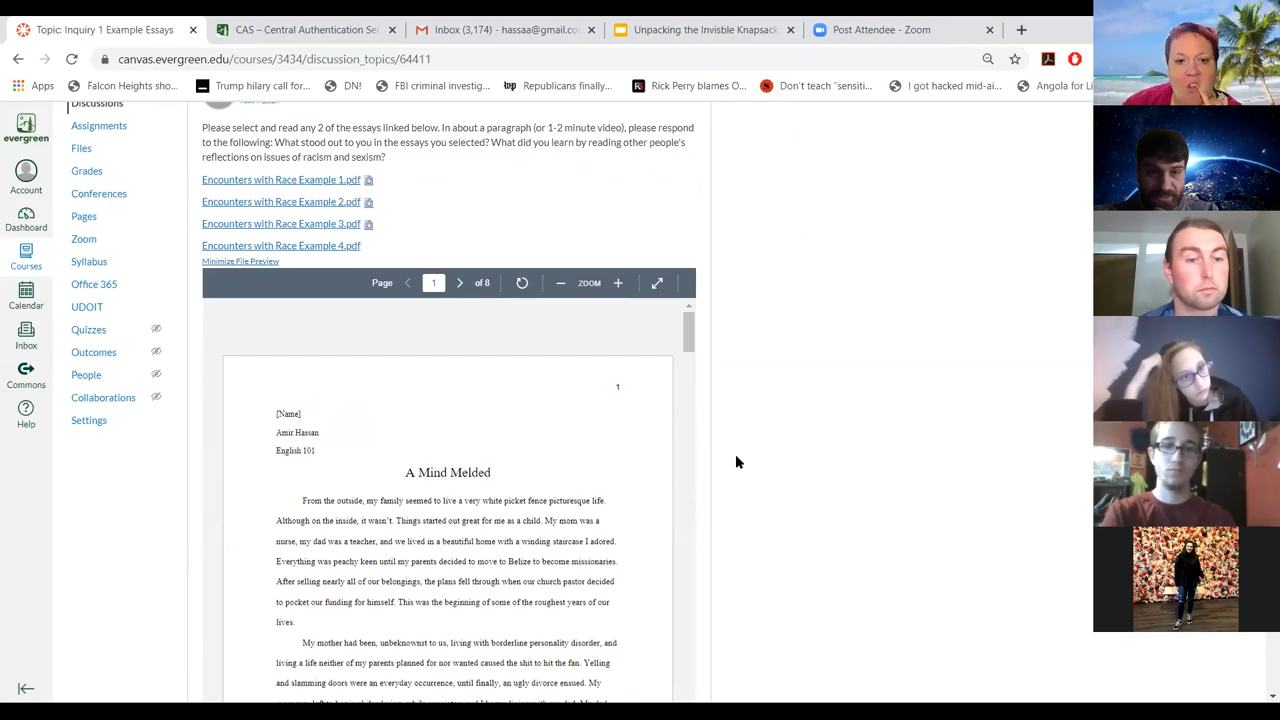 Topic: Inquiry 1 Example Essays
CAS – Central Authentication Ser
Inbox (3,174) - hassaa@gmail.co
Unpacking the Invisble Knapsack
Post Attendee - Zoom
canvas.evergreen.edu/courses/3434/discussion_topics/64411
Apps
Falcon Heights sho...
Trump hilary call for...
DN!
FBI criminal investig...
Republicans finally...
Rick Perry blames O...
Don't teach "sensiti...
I got hacked mid-ai...
Angola for Li
evergreen
Account
Dashboard
Courses
Calendar
Inbox
Commons
Help
Discussions
Assignments
Files
Grades
Conferences
Pages
Zoom
Syllabus
Office 365
UDOIT
Quizzes
Outcomes
People
Collaborations
Settings
Please select and read any 2 of the essays linked below. In about a paragraph (or 1-2 minute video), please respond
to the following: What stood out to you in the essays you selected? What did you learn by reading other people's
reflections on issues of racism and sexism?
Encounters with Race Example 1.pdf
Encounters with Race Example 2.pdf
Encounters with Race Example 3.pdf
Encounters with Race Example 4.pdf
Minimize File Preview
Page 1 of 8 ZOOM
1
[Name]
Amir Hassan
English 101
A Mind Melded
From the outside, my family seemed to live a very white picket fence picturesque life.
Although on the inside, it wasn't. Things started out great for me as a child. My mom was a
nurse, my dad was a teacher, and we lived in a beautiful home with a winding staircase I adored.
Everything was peachy keen until my parents decided to move to Belize to become missionaries.
After selling nearly all of our belongings, the plans fell through when our church pastor decided
to pocket our funding for himself. This was the beginning of some of the roughest years of our
lives.
My mother had been, unbeknownst to us, living with borderline personality disorder, and
living a life neither of my parents planned for nor wanted caused the shit to hit the fan. Yelling
and slamming doors were an everyday occurrence, until finally, an ugly divorce ensued. My